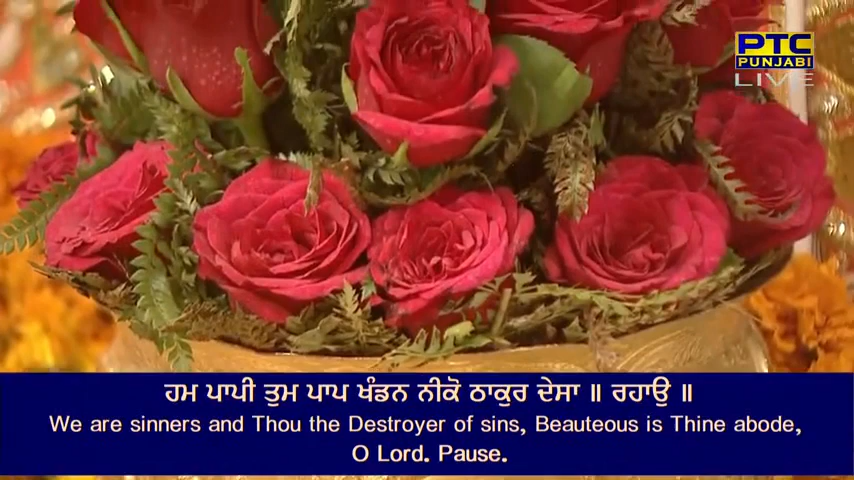 PTC
PUNJABI
LIVE
ਹਮ ਪਾਪੀ ਤੁਮ ਪਾਪ ਖੰਡਨ ਨੀਕੋ ਠਾਕੁਰ ਦੇਸਾ ॥ ਰਹਾਉ ॥
We are sinners and Thou the Destroyer of sins, Beauteous is Thine abode,
O Lord. Pause.